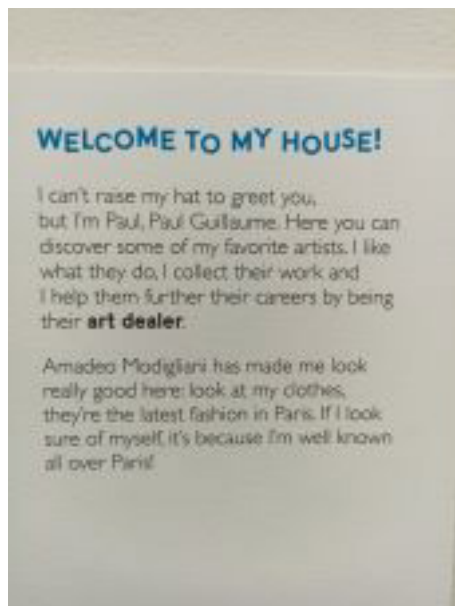 WELCOME TO MY HOUSE!
I can't raise my hat to greet you,
but I'm Paul, Paul Guillaume. Here you can
discover some of my favorite artists. I like
what they do, I collect their work and
I help them further their careers by being
their art dealer.
Amadeo Modigliani has made me look
really good here: look at my clothes,
they're the latest fashion in Paris. If I look
sure of myself, it's because I'm well known
all over Paris!